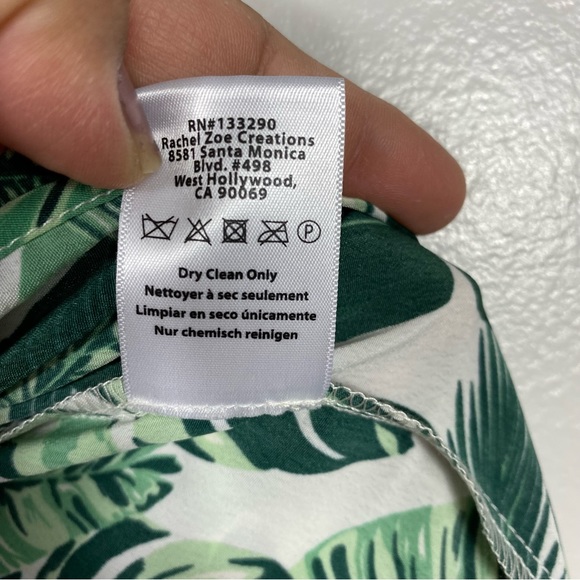 RN#133290
Rachel Zoe Creations
8581 Santa Monica
Blvd. #498
West Hollywood,
CA 90069
P
Dry Clean Only
Nettoyer à sec seulement
Limpiar en seco únicamente
Nur chemisch reinigen